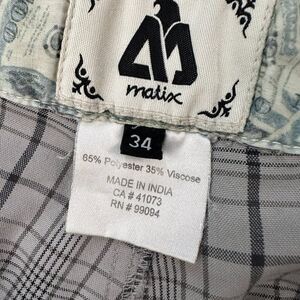 matix
34
65% Polyester 35% Viscose
MADE IN INDIA
CA # 41073
RN # 99094